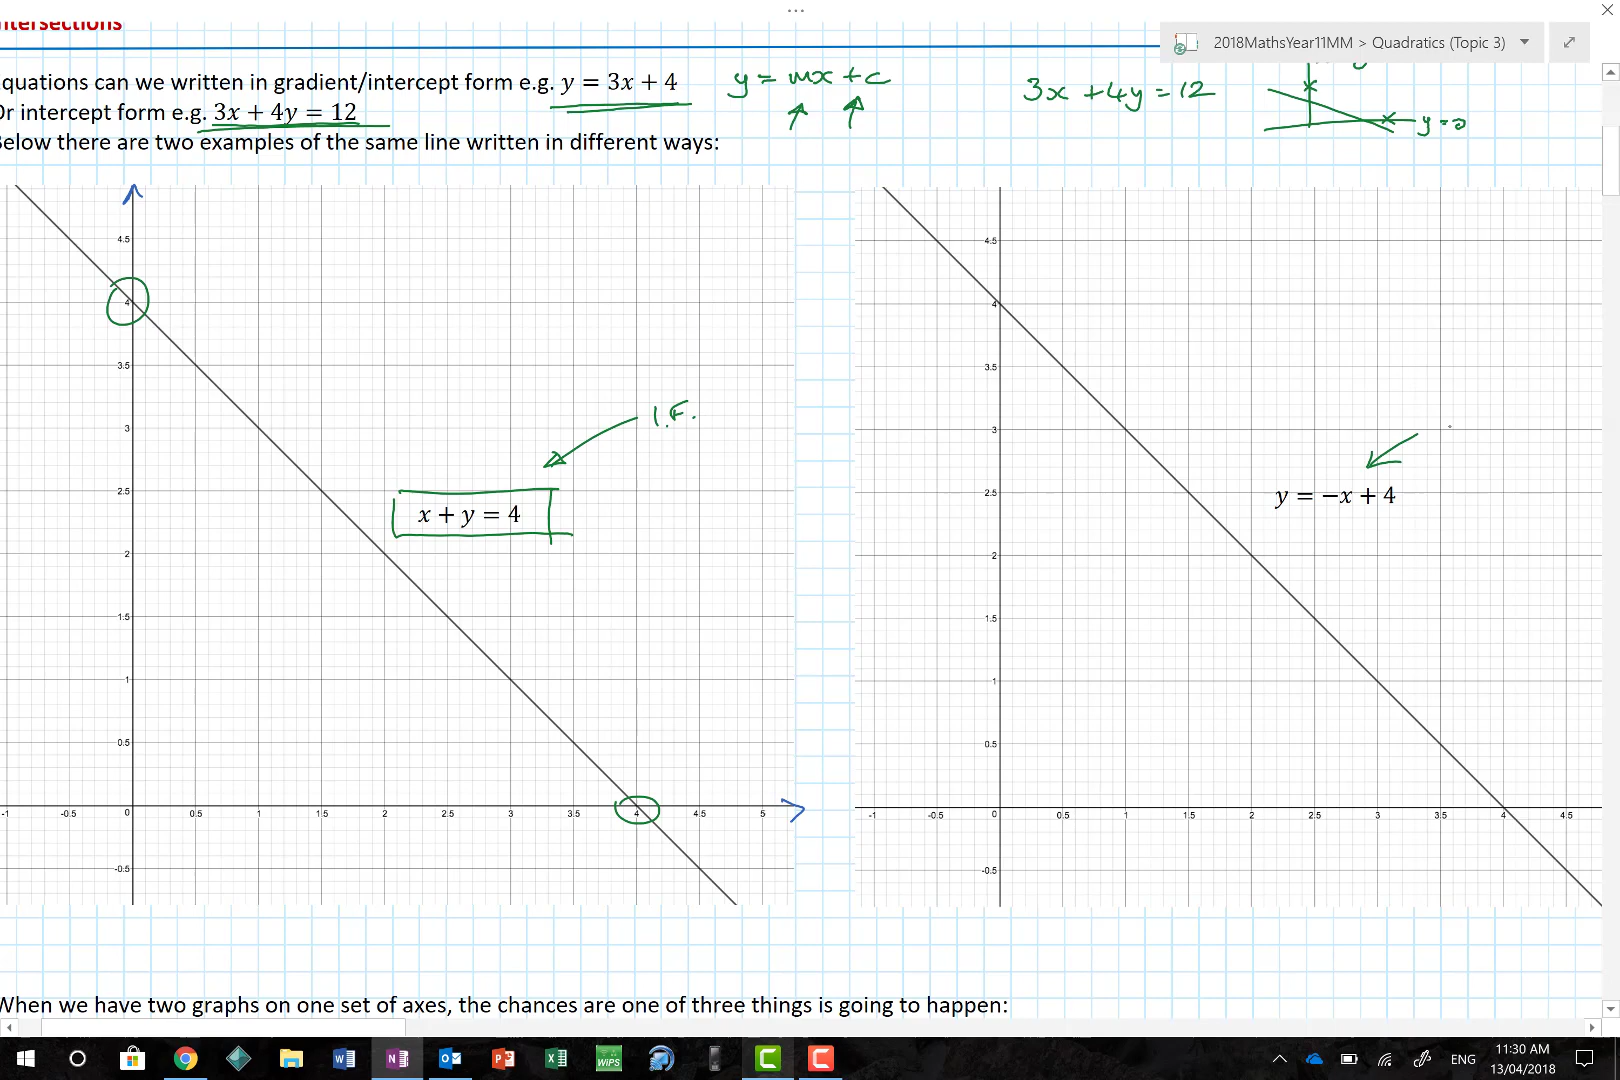 ntersections
2018MathsYear11MM > Quadratics (Topic 3)
quations can we written in gradient/intercept form e.g. y = 3x + 4
y = mx + c
3x + 4y = 12
y = 0
Or intercept form e.g. 3x + 4y = 12
Below there are two examples of the same line written in different ways:
4.5
4
3.5
3
2.5
2
1.5
1
0.5
-1 -0.5 0 0.5 1 1.5 2 2.5 3 3.5 4 4.5 5
-0.5
I.F.
x + y = 4
4.5
4
3.5
3
2.5
2
1.5
1
0.5
-1 -0.5 0 0.5 1 1.5 2 2.5 3 3.5 4 4.5
-0.5
y = −x + 4
When we have two graphs on one set of axes, the chances are one of three things is going to happen:
WiPS
ENG
11:30 AM
13/04/2018